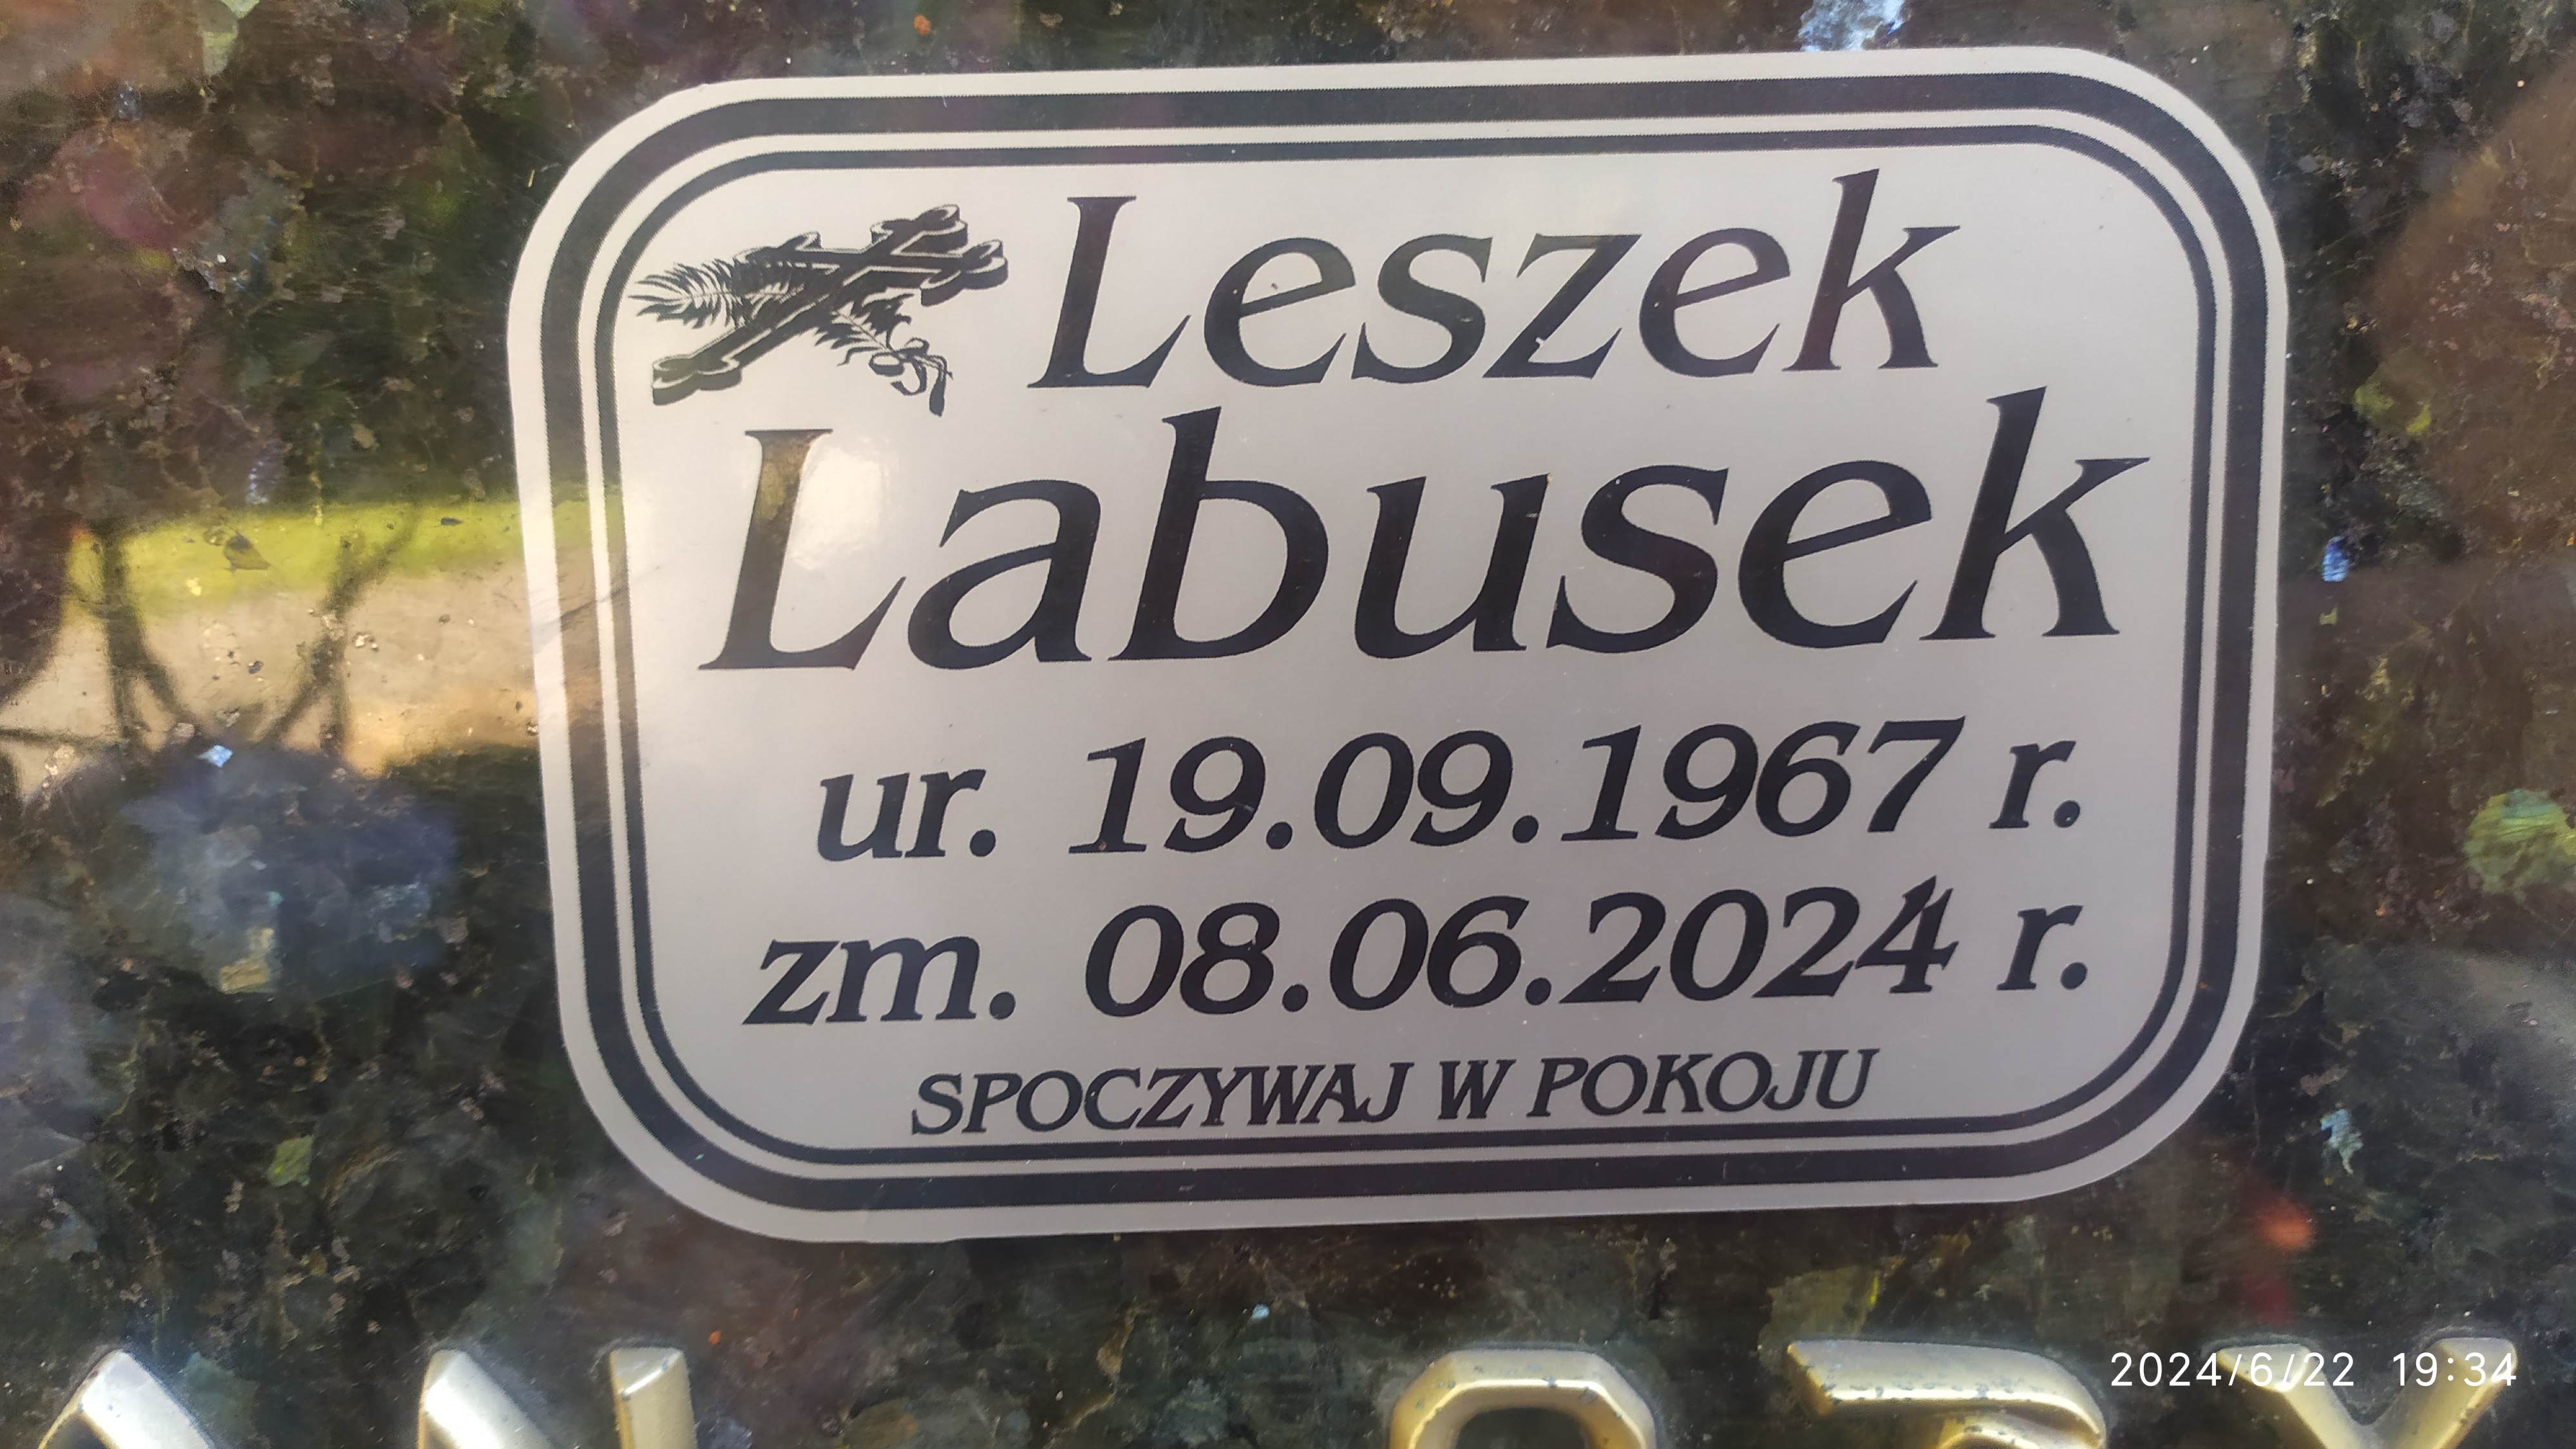 Leszek
Labusek
ur. 19.09.1967 r.
zm. 08.06.2024 r.
SPOCZYWAJ W POKOJU
2024/6/22 19:34